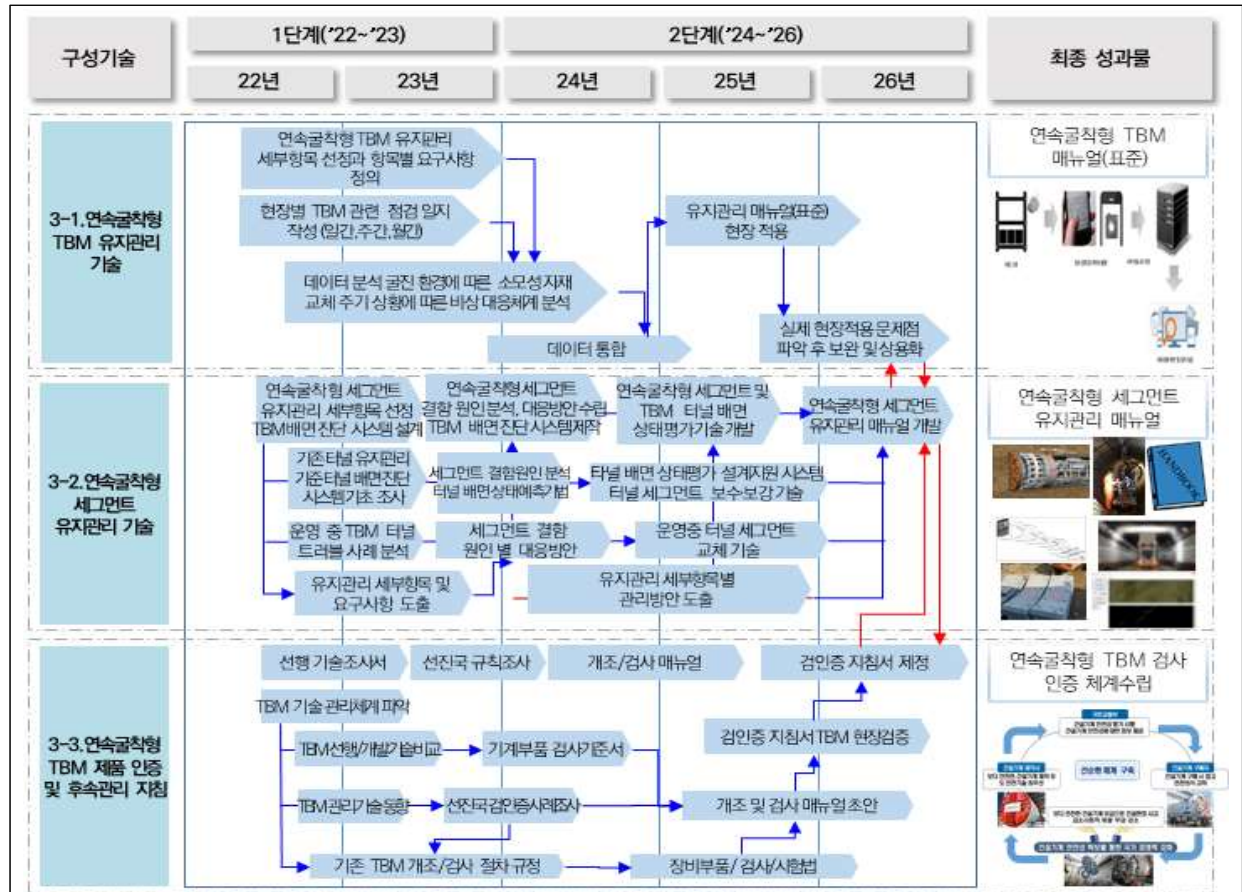 구성기술
1단계('22~'23)
2단계('24~'26)
최종 성과물
22년
23년
24년
25년
26년
3-1.연속굴착형
TBM 유지관리
기술
연속굴착형 TBM 유지관리
세부항목 선정과 항목별 요구사항
정의
현장별 TBM 관련 점검 일지
작성 (일간,주간,월간)
데이터 분석 굴진 환경에 따른 소모성 자재
교체 주기 상황에 따른 비상 대응체계 분석
데이터 통합
유지관리 매뉴얼(표준)
현장 적용
실제 현장적용 문제점
파악 후 보완 및 상용화
연속굴착형 TBM
매뉴얼(표준)
3-2.연속굴착형
세그먼트
유지관리 기술
연속굴착형 세그먼트
유지관리 세부항목 선정
TBM 배면 진단 시스템 설계
연속굴착형 세그먼트
결함 원인 분석, 대응방안 수립
TBM 배면 진단 시스템제작
연속굴착형 세그먼트 및
TBM 터널 배면
상태평가 기술 개발
연속굴착형 세그먼트
유지관리 매뉴얼 개발
기존 터널 유지관리
기준 터널 배면진단
시스템기초 조사
세그먼트 결함원인 분석
터널 배면 상태예측기법
타널 배면 상태평가 설계지원 시스템
터널 세그먼트 보수보강 기술
운영 중 TBM 터널
트러블 사례 분석
세그먼트 결함
원인 별 대응방안
운영중 터널 세그먼트
교체 기술
유지관리 세부항목 및
요구사항 도출
유지관리 세부항목별
관리방안 도출
연속굴착형 세그먼트
유지관리 매뉴얼
HANDBOOK
3-3.연속굴착형
TBM 제품 인증
및 후속관리 지침
선행 기술조사서
선진국 규칙조사
개조/검사 매뉴얼
검인증 지침서 제정
TBM 기술 관리체계 파악
TBM선행/개발기술비교
기계부품 검사기준서
검인증 지침서 TBM 현장검증
TBM관리기술동향
선진국 검인증사례조사
개조 및 검사 매뉴얼 초안
기존 TBM 개조/검사 절차 규정
장비부품/ 검사/시험법
연속굴착형 TBM 검사
인증 체계수립
선순환 체계 구축